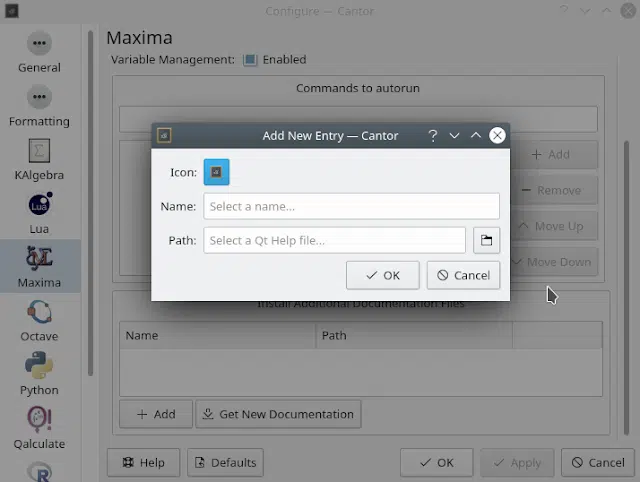 Configure — Cantor
General
Formatting
KAlgebra
Lua
Lua
Maxima
Octave
Python
Qalculate
Maxima
Variable Management: Enabled
Commands to autorun
Add
Remove
Move Up
Move Down
Add New Entry — Cantor
Icon:
Name: Select a name...
Path: Select a Qt Help file...
OK Cancel
Install Additional Documentation Files
Name Path
Add Get New Documentation
Help Defaults OK Apply Cancel